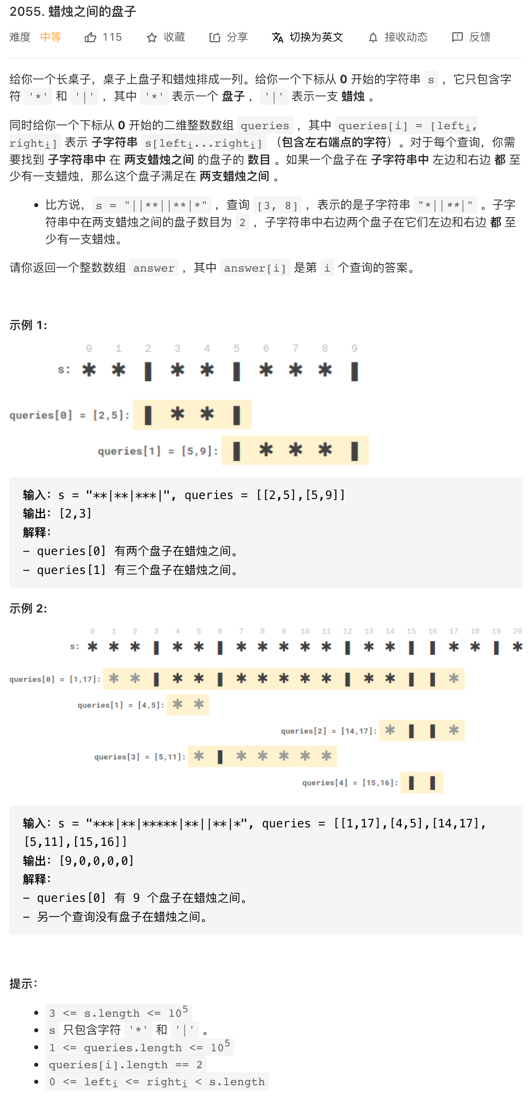 2055. 蜡烛之间的盘子
难度 中等 115 收藏 分享 切换为英文 接收动态 反馈
给你一个长桌子，桌子上盘子和蜡烛排成一列。给你一个下标从 0 开始的字符串 s ，它只包含字
符 '*' 和 '|' ，其中 '*' 表示一个 盘子 ，'|' 表示一支 蜡烛 。
同时给你一个下标从 0 开始的二维整数数组 queries ，其中 queries[i] = [lefti,
righti] 表示 子字符串 s[lefti...righti] （包含左右端点的字符）。对于每个查询，你需
要找到 子字符串中 在 两支蜡烛之间 的盘子的 数目 。如果一个盘子在 子字符串中 左边和右边 都 至
少有一支蜡烛，那么这个盘子满足在 两支蜡烛之间 。
• 比方说，s = "||**||**|*" ，查询 [3, 8] ，表示的是子字符串 "*||**|" 。子字
符串中在两支蜡烛之间的盘子数目为 2 ，子字符串中右边两个盘子在它们左边和右边 都 至
少有一支蜡烛。
请你返回一个整数数组 answer ，其中 answer[i] 是第 i 个查询的答案。
示例 1:
0 1 2 3 4 5 6 7 8 9
s: * * | * * | * * * |
queries[0] = [2,5]: | * * |
queries[1] = [5,9]: | * * * |
输入：s = "**|**|***|", queries = [[2,5],[5,9]]
输出：[2,3]
解释：
- queries[0] 有两个盘子在蜡烛之间。
- queries[1] 有三个盘子在蜡烛之间。
示例 2:
0 1 2 3 4 5 6 7 8 9 10 11 12 13 14 15 16 17 18 19 20
s: * * * | * * | * * * * * | * * | | * * | *
queries[0] = [1,17]: * * | * * | * * * * * | * * | | *
queries[1] = [4,5]: * *
queries[2] = [14,17]: * | | *
queries[3] = [5,11]: * | * * * * *
queries[4] = [15,16]: | |
输入：s = "***|**|*****|**||**|*", queries = [[1,17],[4,5],[14,17],
[5,11],[15,16]]
输出：[9,0,0,0,0]
解释：
- queries[0] 有 9 个盘子在蜡烛之间。
- 另一个查询没有盘子在蜡烛之间。
提示：
• 3 <= s.length <= 10^5
• s 只包含字符 '*' 和 '|' 。
• 1 <= queries.length <= 10^5
• queries[i].length == 2
• 0 <= lefti <= righti < s.length